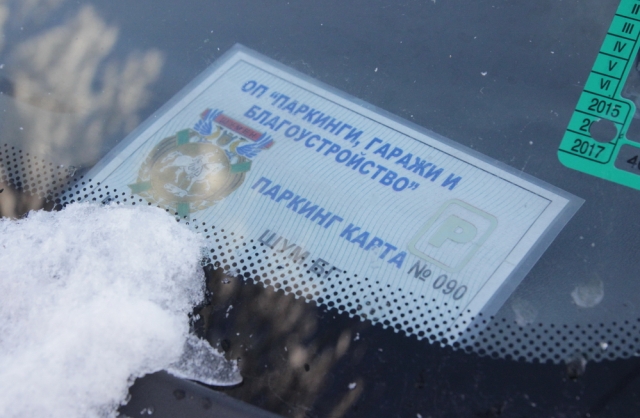 ОП "ПАРКИНГИ, ГАРАЖИ И
БЛАГОУСТРОЙСТВО"
ПАРКИНГ КАРТА
P
№ 090
II
III
IV
V
VI
2015
2017